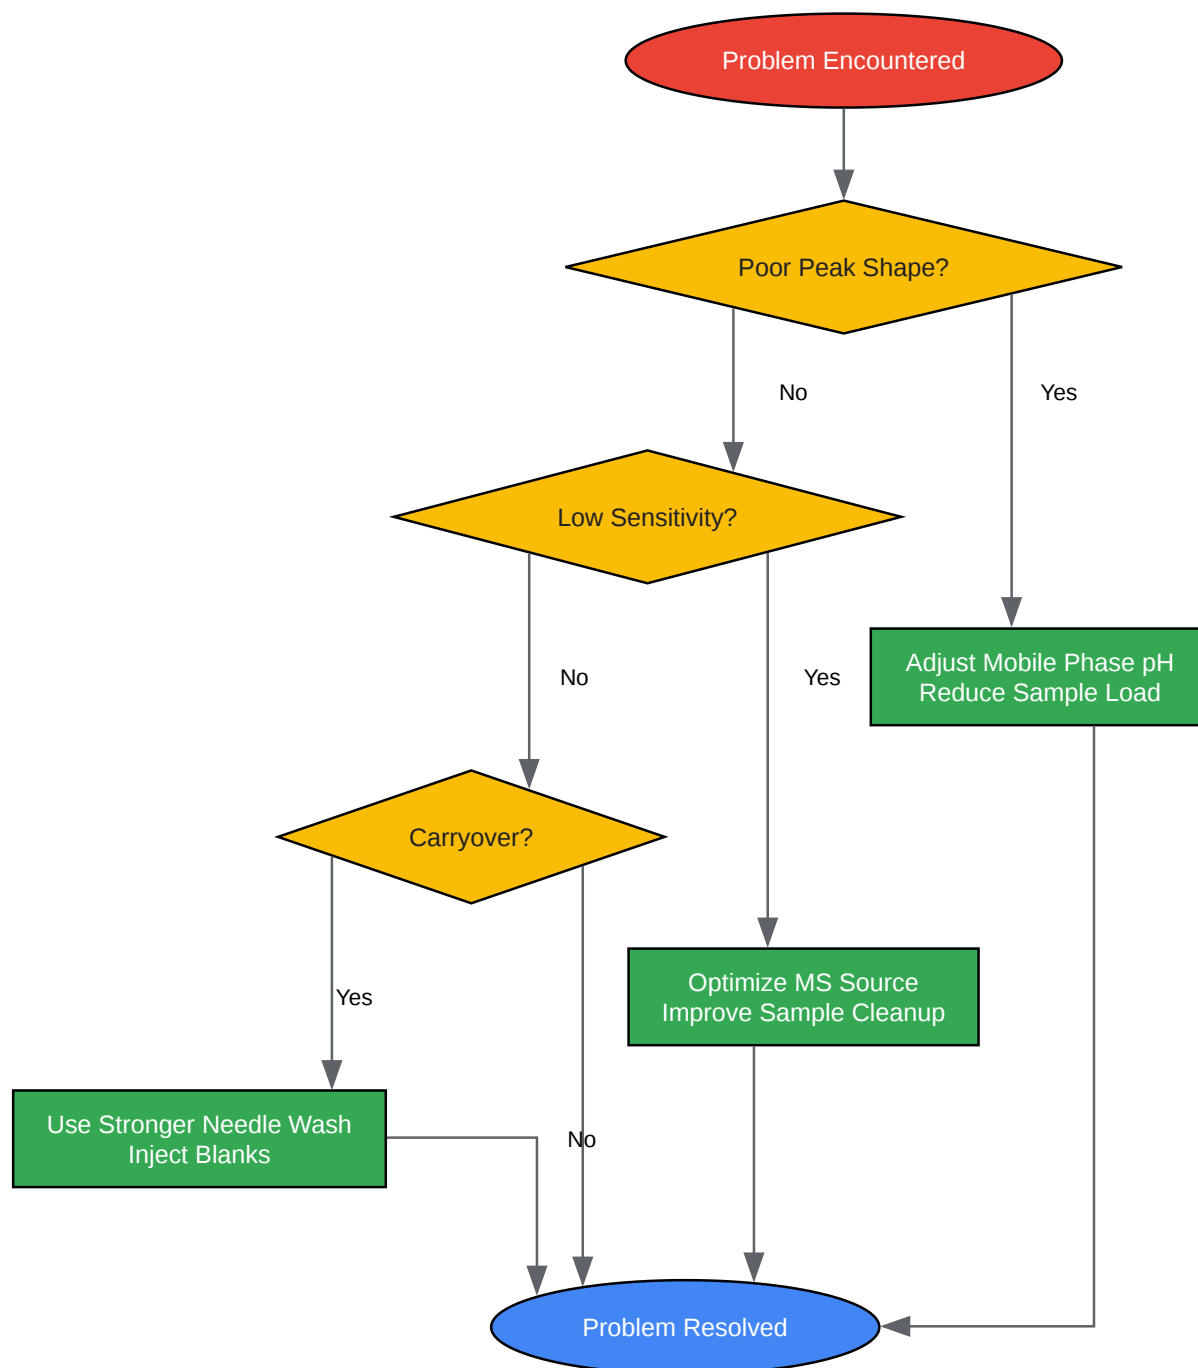 Problem Encountered
Poor Peak Shape?
No
Yes
Low Sensitivity?
No
Yes
Adjust Mobile Phase pH
Reduce Sample Load
Carryover?
Optimize MS Source
Improve Sample Cleanup
Yes
Use Stronger Needle Wash
Inject Blanks
No
Problem Resolved